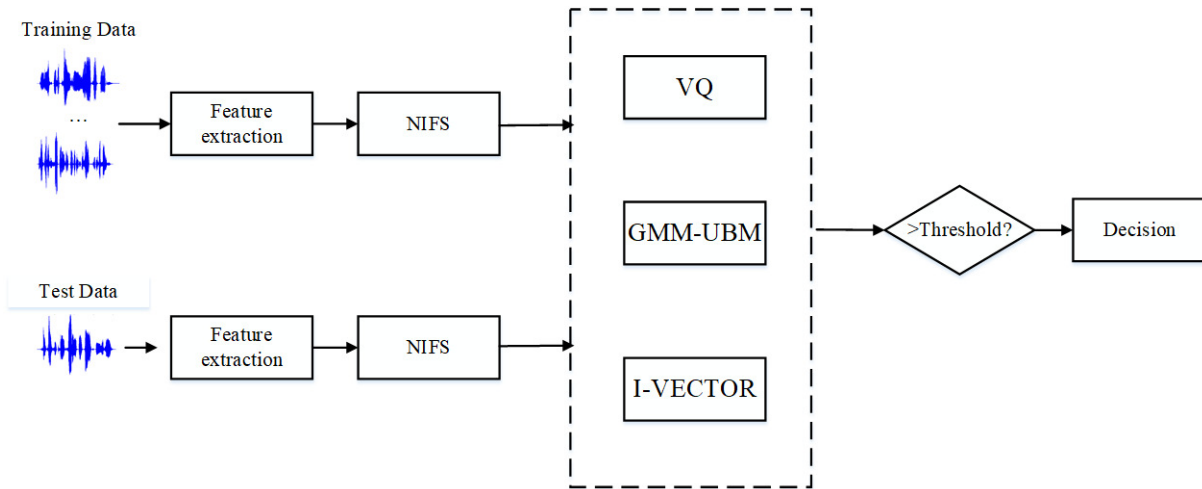 Training Data
...
Feature
extraction
NIFS
VQ
GMM-UBM
I-VECTOR
>Threshold?
Decision
Test Data
Feature
extraction
NIFS